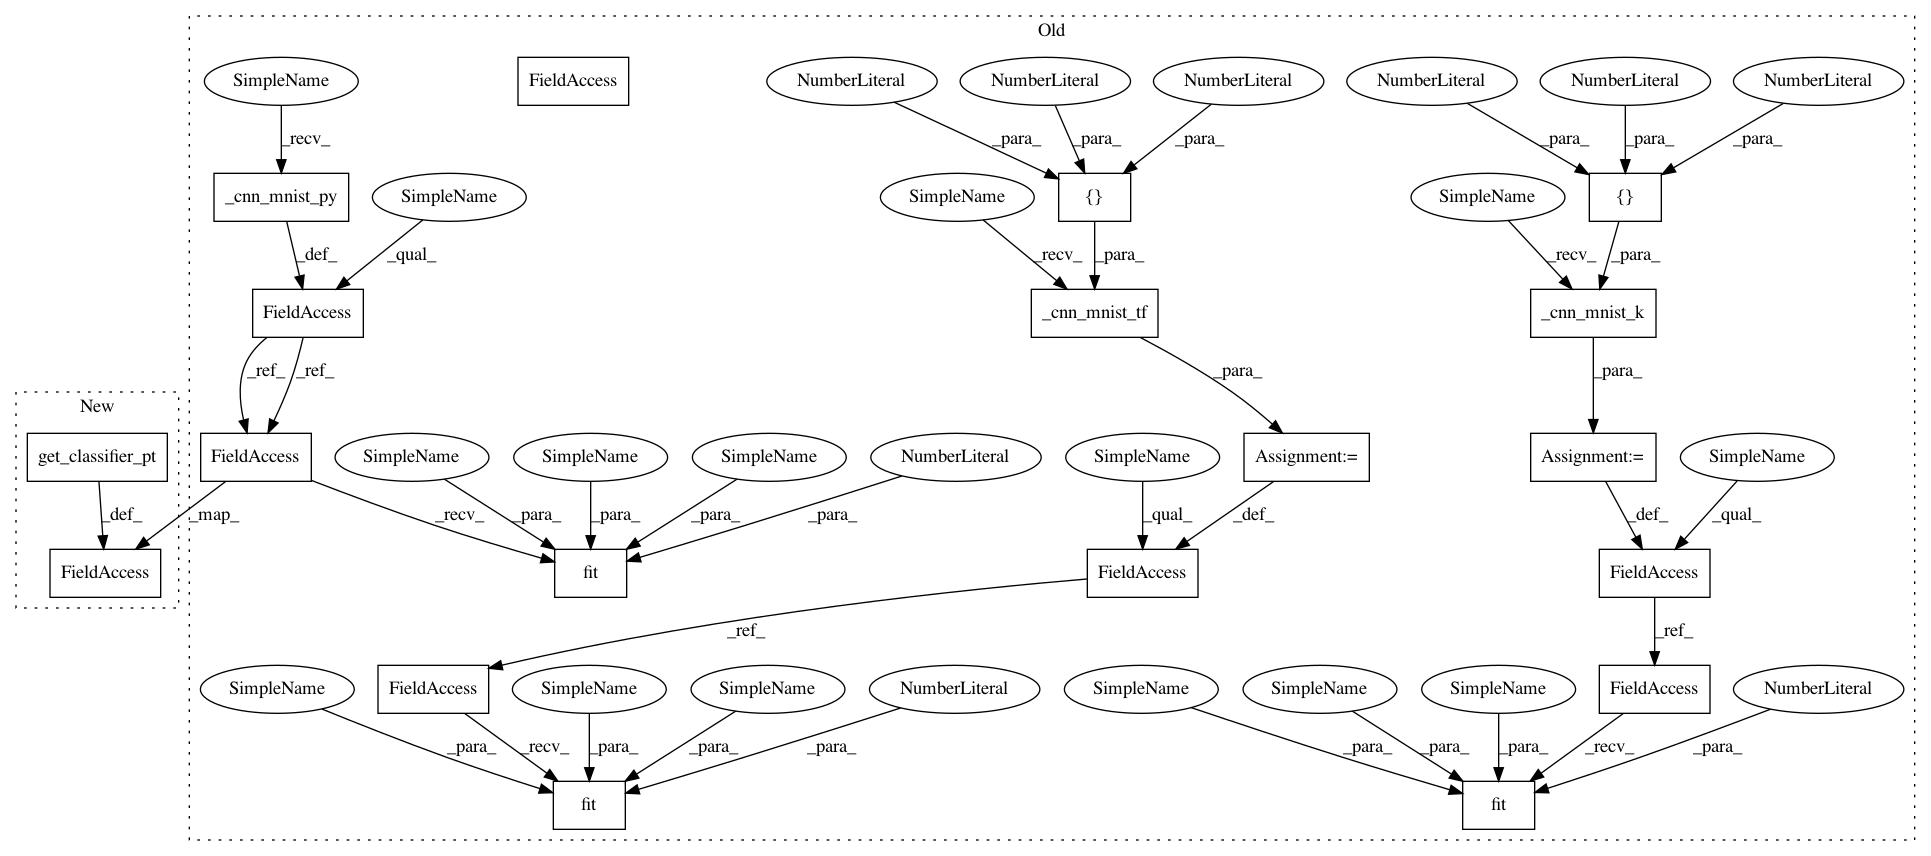 Old
SimpleName
FieldAccess
NumberLiteral
NumberLiteral
NumberLiteral
NumberLiteral
NumberLiteral
NumberLiteral
_recv_
_para_
_para_
_para_
_para_
_para_
_para_
_cnn_mnist_py
SimpleName
SimpleName
{}
SimpleName
{}
_def_
_qual_
_recv_
_para_
_recv_
_para_
FieldAccess
_cnn_mnist_tf
_cnn_mnist_k
_ref_
_ref_
_para_
_para_
New
get_classifier_pt
FieldAccess
SimpleName
SimpleName
SimpleName
NumberLiteral
SimpleName
Assignment:=
Assignment:=
SimpleName
_def_
_map_
_recv_
_para_
_para_
_para_
_para_
_qual_
_def_
_def_
_qual_
FieldAccess
fit
FieldAccess
FieldAccess
_ref_
_ref_
SimpleName
FieldAccess
SimpleName
SimpleName
NumberLiteral
SimpleName
SimpleName
SimpleName
FieldAccess
NumberLiteral
_para_
_recv_
_para_
_para_
_para_
_para_
_para_
_para_
_recv_
_para_
fit
fit